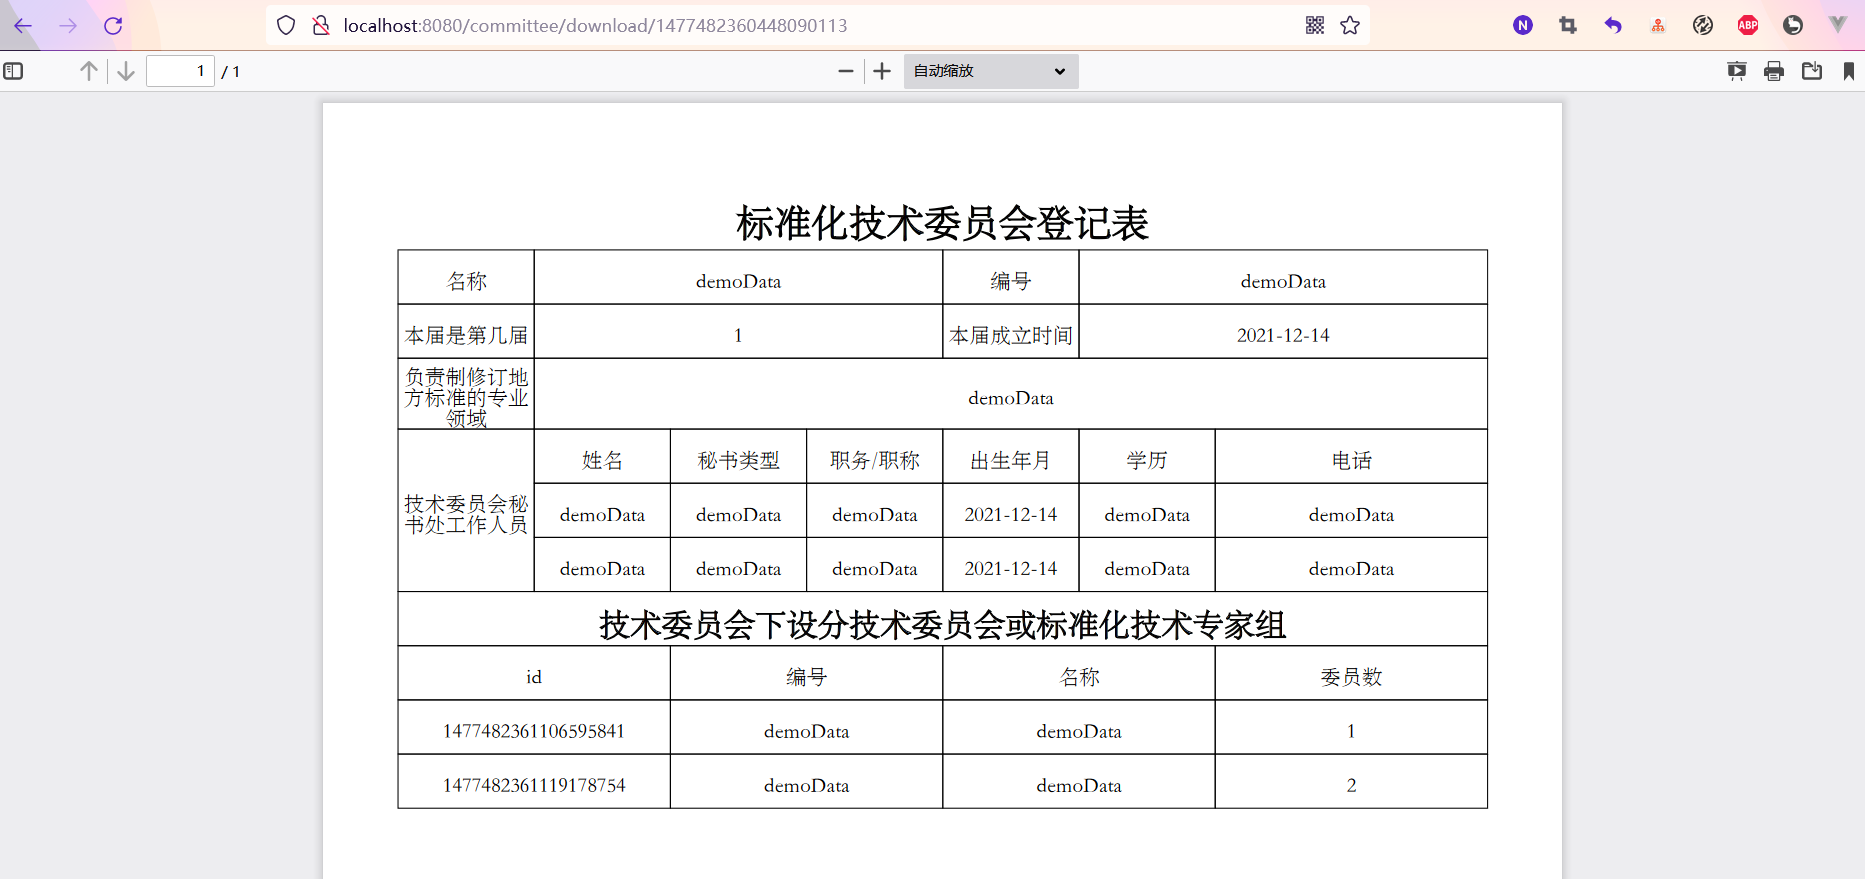 localhost:8080/committee/download/1477482360448090113
N
ABP
1 / 1
自动缩放
标准化技术委员会登记表
名称 demoData 编号 demoData
本届是第几届 1 本届成立时间 2021-12-14
负责制修订地
方标准的专业
领域
demoData
技术委员会秘
书处工作人员
姓名 秘书类型 职务/职称 出生年月 学历 电话
demoData demoData demoData 2021-12-14 demoData demoData
demoData demoData demoData 2021-12-14 demoData demoData
技术委员会下设分技术委员会或标准化技术专家组
id 编号 名称 委员数
1477482361106595841 demoData demoData 1
1477482361119178754 demoData demoData 2